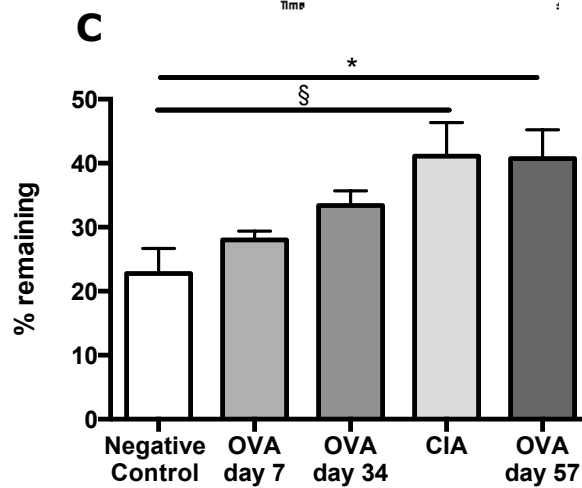 Time
C
*
§
50
40
30
20
10
0
% remaining
Negative Control
OVA day 7
OVA day 34
CIA
OVA day 57